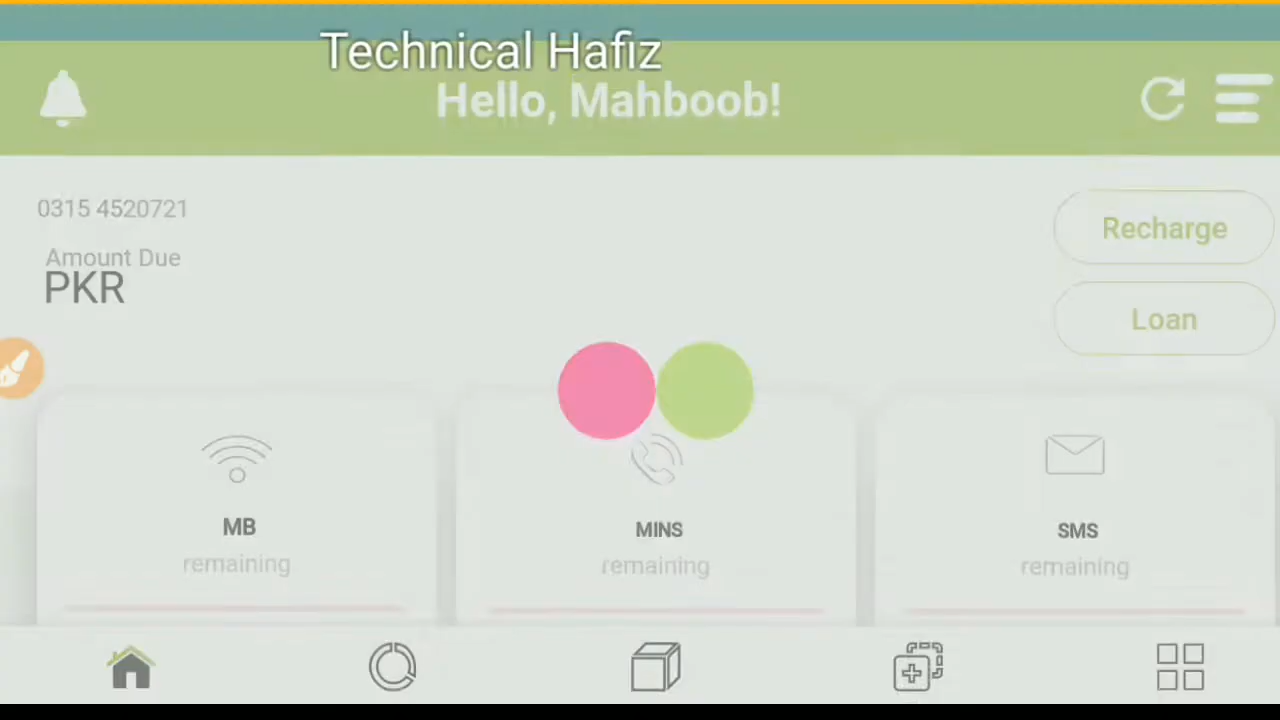 Technical Hafiz
Hello, Mahboob!
0315 4520721
Recharge
Amount Due
PKR
Loan
MB
remaining
MINS
remaining
SMS
remaining